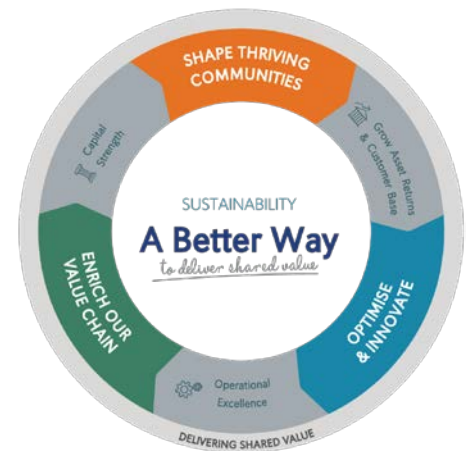 SHAPE THRIVING
COMMUNITIES
Capital
Strength
Grow Asset Returns
& Customer Base
SUSTAINABILITY
A Better Way
to deliver shared value
ENRICH OUR
VALUE CHAIN
OPTIMISE
& INNOVATE
Operational
Excellence
DELIVERING SHARED VALUE